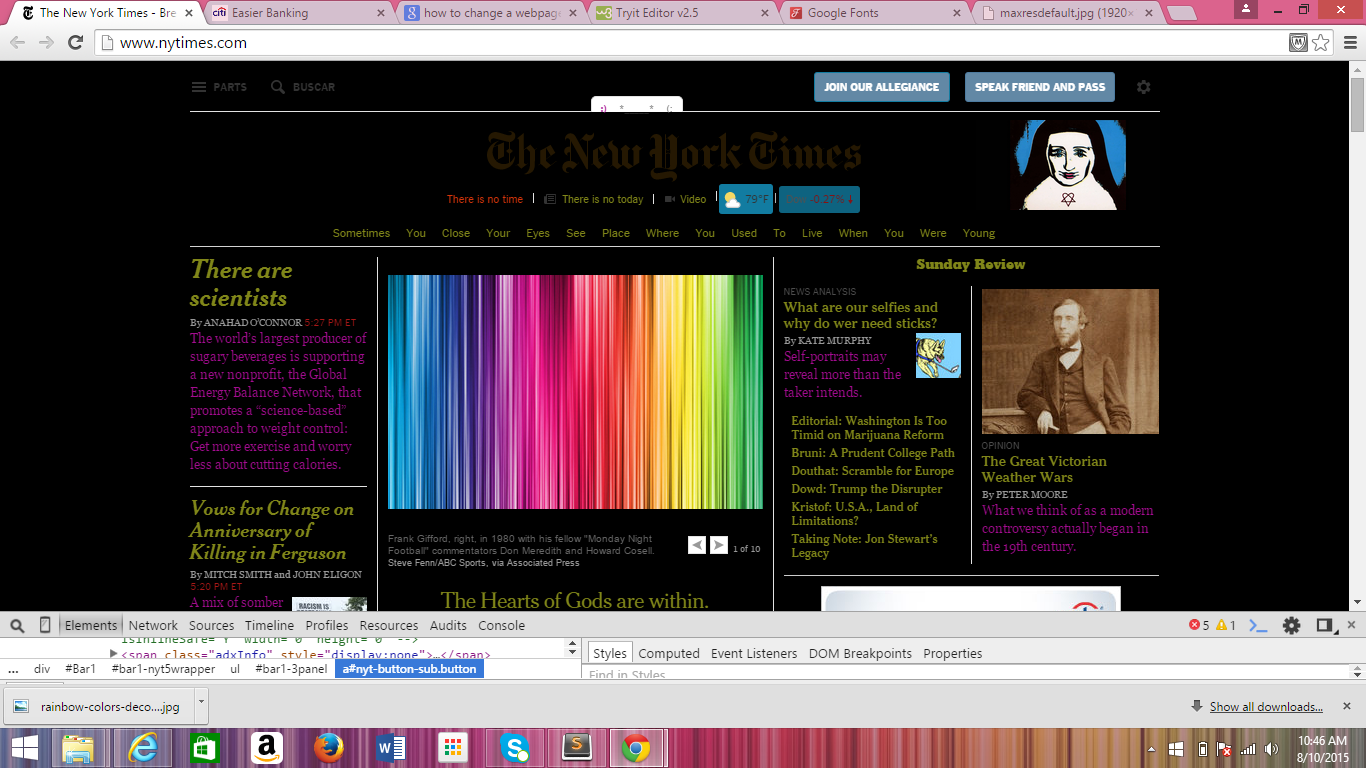 The New York Times - Bre
Easier Banking
how to change a webpage
Tryit Editor v2.5
Google Fonts
maxresdefault.jpg (1920×
www.nytimes.com
PARTS
BUSCAR
JOIN OUR ALLEGIANCE
SPEAK FRIEND AND PASS
;) *____* (;
The New York Times
There is no time
There is no today
Video
79°F
-0.27% ↓
Sometimes You Close Your Eyes See Place Where You Used To Live When You Were Young
There are
scientists
By ANAHAD O'CONNOR 5:27 PM ET
The world's largest producer of
sugary beverages is supporting
a new nonprofit, the Global
Energy Balance Network, that
promotes a “science-based”
approach to weight control:
Get more exercise and worry
less about cutting calories.
Vows for Change on
Anniversary of
Killing in Ferguson
By MITCH SMITH and JOHN ELIGON
5:20 PM ET
A mix of somber
RACISM IS
Frank Gifford, right, in 1980 with his fellow "Monday Night
Football" commentators Don Meredith and Howard Cosell.
Steve Fenn/ABC Sports, via Associated Press
1 of 10
The Hearts of Gods are within.
Sunday Review
NEWS ANALYSIS
What are our selfies and
why do wer need sticks?
By KATE MURPHY
Self-portraits may
reveal more than the
taker intends.
Editorial: Washington Is Too
Timid on Marijuana Reform
Bruni: A Prudent College Path
Douthat: Scramble for Europe
Dowd: Trump the Disrupter
Kristof: U.S.A., Land of
Limitations?
Taking Note: Jon Stewart's
Legacy
OPINION
The Great Victorian
Weather Wars
By PETER MOORE
What we think of as a modern
controversy actually began in
the 19th century.
Elements Network Sources Timeline Profiles Resources Audits Console
5 1
isInlineSafe='Y' width='0' height='0' -->
<span class="adxInfo" style="display:none">…</span>
... div #Bar1 #bar1-nyt5wrapper ul #bar1-3panel a#nyt-button-sub.button
Styles Computed Event Listeners DOM Breakpoints Properties
Find in Styles
rainbow-colors-deco....jpg
Show all downloads...
10:46 AM
8/10/2015